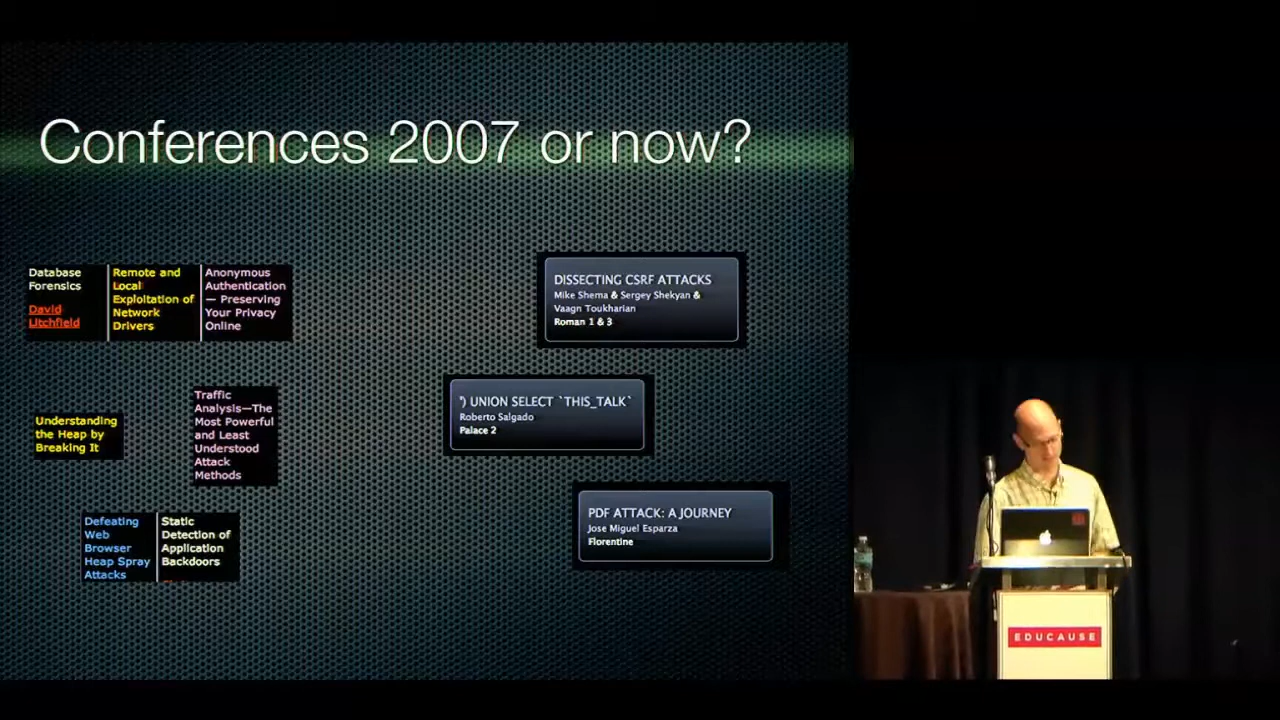 Conferences 2007 or now?
Database
Forensics
David
Litchfield
Remote and
Local
Exploitation of
Network
Drivers
Anonymous
Authentication
— Preserving
Your Privacy
Online
DISSECTING CSRF ATTACKS
Mike Shema & Sergey Shekyan &
Vaagn Toukharian
Roman 1 & 3
Understanding
the Heap by
Breaking It
Traffic
Analysis—The
Most Powerful
and Least
Understood
Attack
Methods
') UNION SELECT `THIS_TALK`
Roberto Salgado
Palace 2
Defeating
Web
Browser
Heap Spray
Attacks
Static
Detection of
Application
Backdoors
PDF ATTACK: A JOURNEY
Jose Miguel Esparza
Florentine
EDUCAUSE